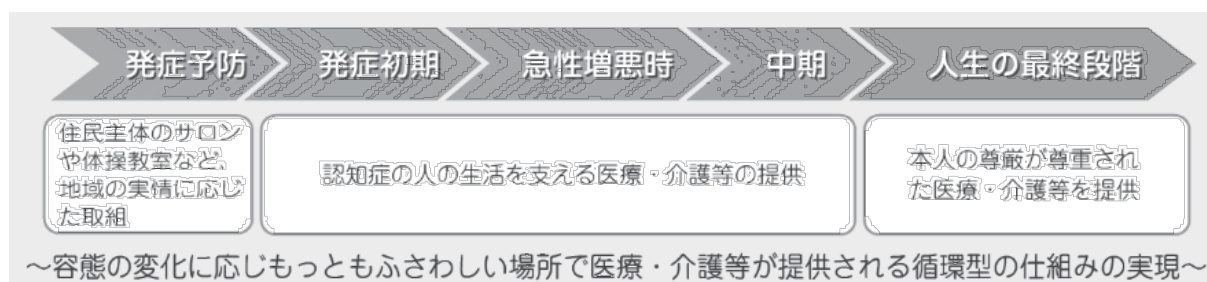 発症予防 発症初期 急性増悪時 中期 人生の最終段階
住民主体のサロン
や体操教室など、
地域の実情に応じ
た取組
認知症の人の生活を支える医療・介護等の提供
本人の尊厳が尊重され
た医療・介護等を提供
～容態の変化に応じもっともふさわしい場所で医療・介護等が提供される循環型の仕組みの実現～